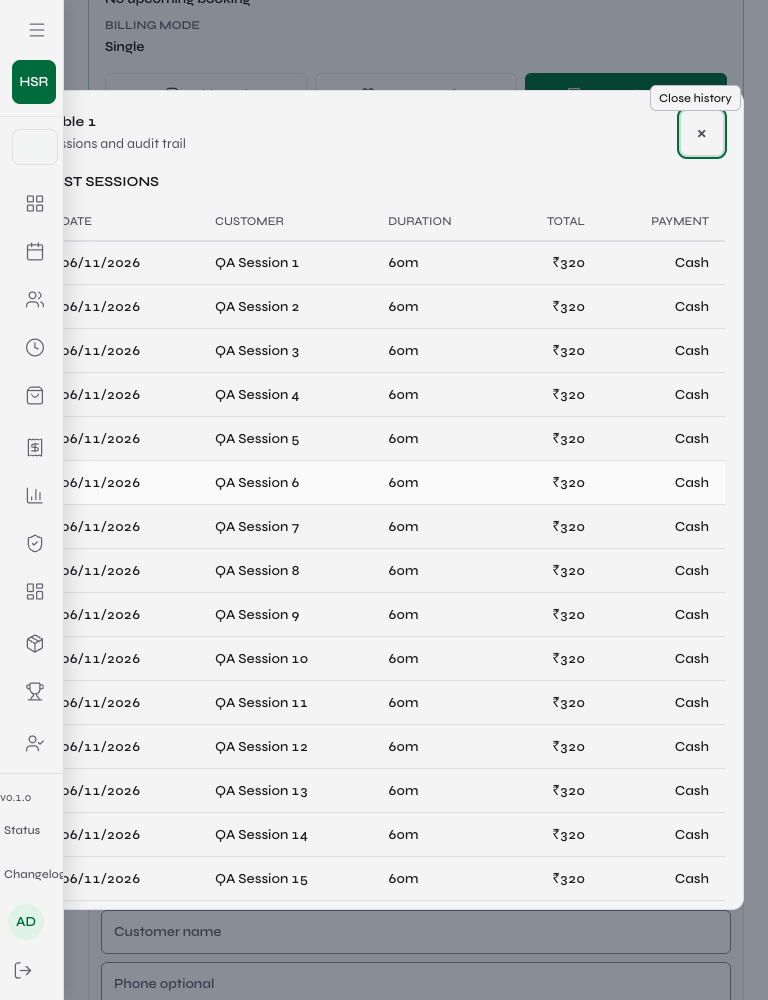 No upcoming booking
BILLING MODE
Single
HSR
Close history
ble 1
×
ssions and audit trail
ST SESSIONS
DATE CUSTOMER DURATION TOTAL PAYMENT
06/11/2026 QA Session 1 60m ₹320 Cash
06/11/2026 QA Session 2 60m ₹320 Cash
06/11/2026 QA Session 3 60m ₹320 Cash
06/11/2026 QA Session 4 60m ₹320 Cash
06/11/2026 QA Session 5 60m ₹320 Cash
06/11/2026 QA Session 6 60m ₹320 Cash
06/11/2026 QA Session 7 60m ₹320 Cash
06/11/2026 QA Session 8 60m ₹320 Cash
06/11/2026 QA Session 9 60m ₹320 Cash
06/11/2026 QA Session 10 60m ₹320 Cash
06/11/2026 QA Session 11 60m ₹320 Cash
06/11/2026 QA Session 12 60m ₹320 Cash
06/11/2026 QA Session 13 60m ₹320 Cash
06/11/2026 QA Session 14 60m ₹320 Cash
06/11/2026 QA Session 15 60m ₹320 Cash
v0.1.0
Status
Changelog
AD
Customer name
Phone optional